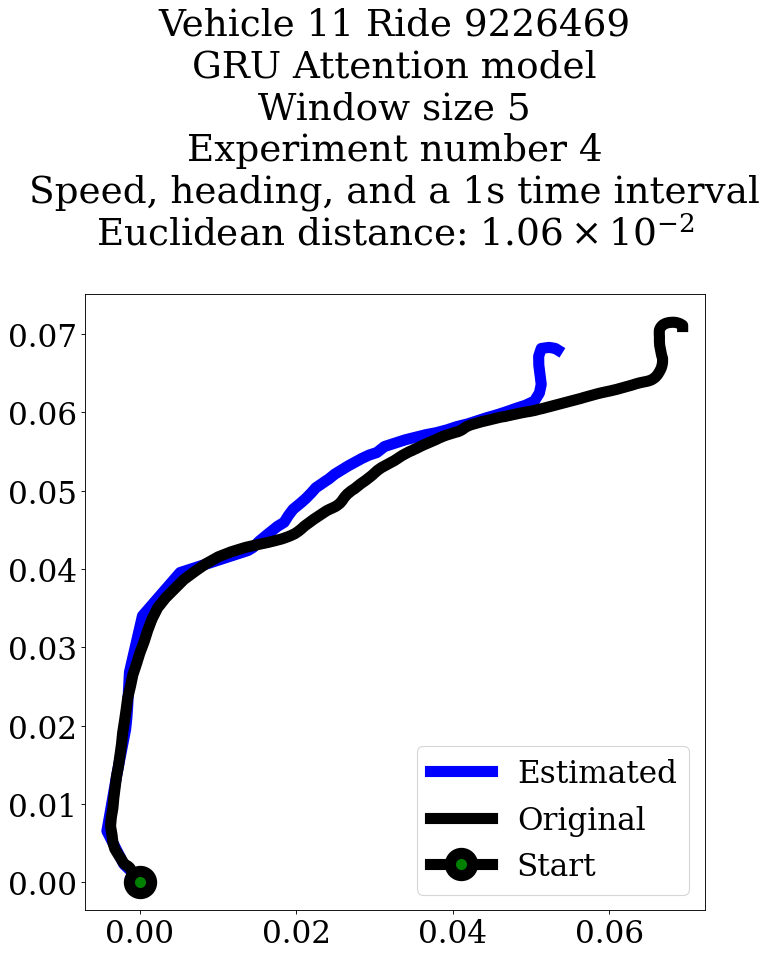 Vehicle 11 Ride 9226469
GRU Attention model
Window size 5
Experiment number 4
Speed, heading, and a 1s time interval
Euclidean distance: 1.06 × 10⁻²
0.07
0.06
0.05
0.04
0.03
0.02
0.01
0.00
Estimated
Original
Start
0.00 0.02 0.04 0.06